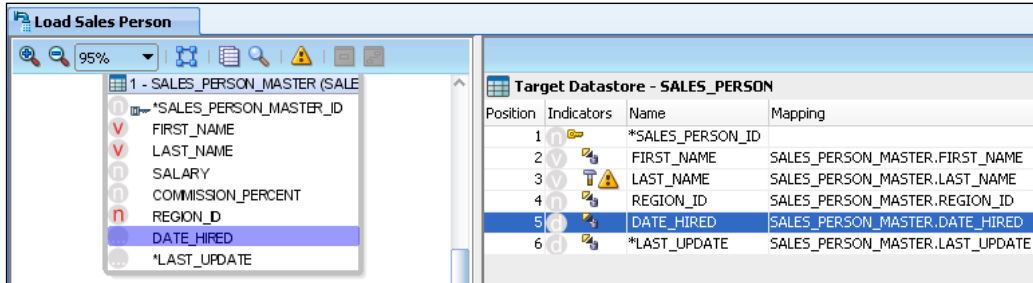 Load Sales Person
95%
1 - SALES_PERSON_MASTER (SALE
n *SALES_PERSON_MASTER_ID
v FIRST_NAME
v LAST_NAME
n SALARY
n COMMISSION_PERCENT
n REGION_ID
... DATE_HIRED
... *LAST_UPDATE
Target Datastore - SALES_PERSON
Position Indicators Name Mapping
1 n *SALES_PERSON_ID
2 v FIRST_NAME SALES_PERSON_MASTER.FIRST_NAME
3 v LAST_NAME SALES_PERSON_MASTER.LAST_NAME
4 n REGION_ID SALES_PERSON_MASTER.REGION_ID
5 d DATE_HIRED SALES_PERSON_MASTER.DATE_HIRED
6 d *LAST_UPDATE SALES_PERSON_MASTER.LAST_UPDATE